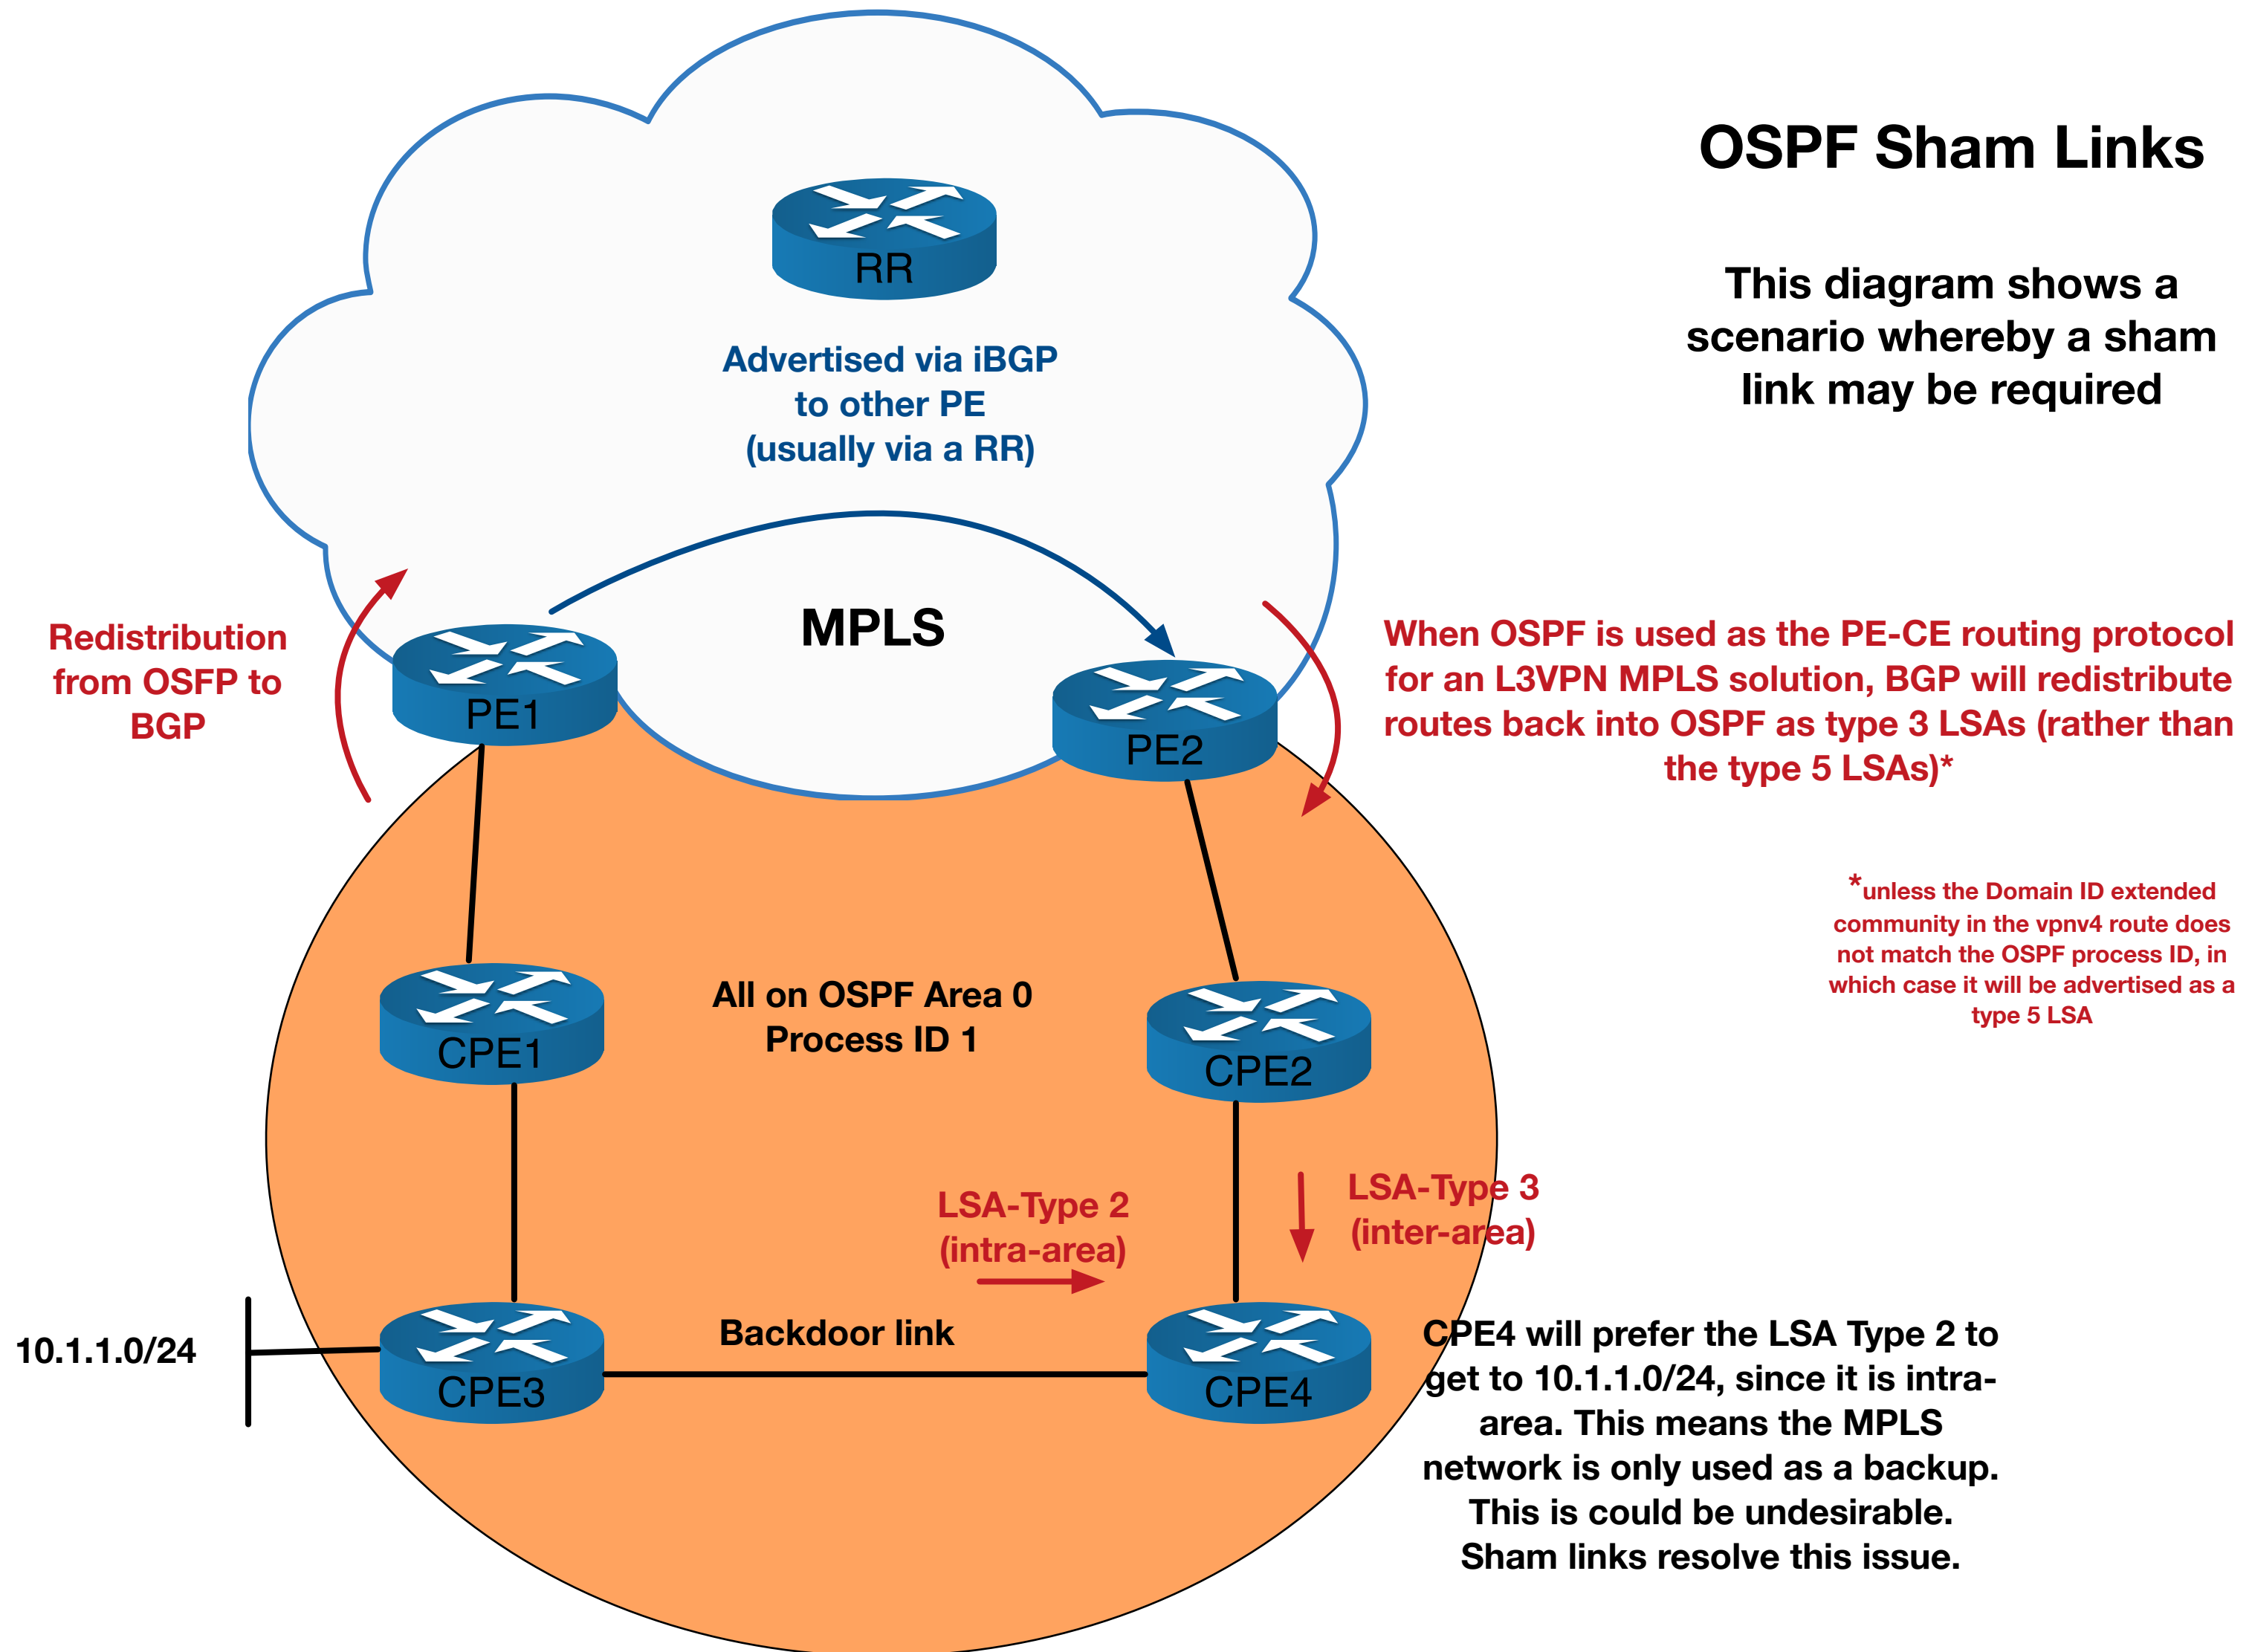 OSPF Sham Links
This diagram shows a
scenario whereby a sham
link may be required
RR
Advertised via iBGP
to other PE
(usually via a RR)
MPLS
Redistribution
from OSFP to
BGP
PE1
PE2
When OSPF is used as the PE-CE routing protocol
for an L3VPN MPLS solution, BGP will redistribute
routes back into OSPF as type 3 LSAs (rather than
the type 5 LSAs)*
*unless the Domain ID extended
community in the vpnv4 route does
not match the OSPF process ID, in
which case it will be advertised as a
type 5 LSA
All on OSPF Area 0
Process ID 1
CPE1
CPE2
LSA-Type 2
(intra-area)
LSA-Type 3
(inter-area)
10.1.1.0/24
Backdoor link
CPE3
CPE4
CPE4 will prefer the LSA Type 2 to
get to 10.1.1.0/24, since it is intra-
area. This means the MPLS
network is only used as a backup.
This is could be undesirable.
Sham links resolve this issue.